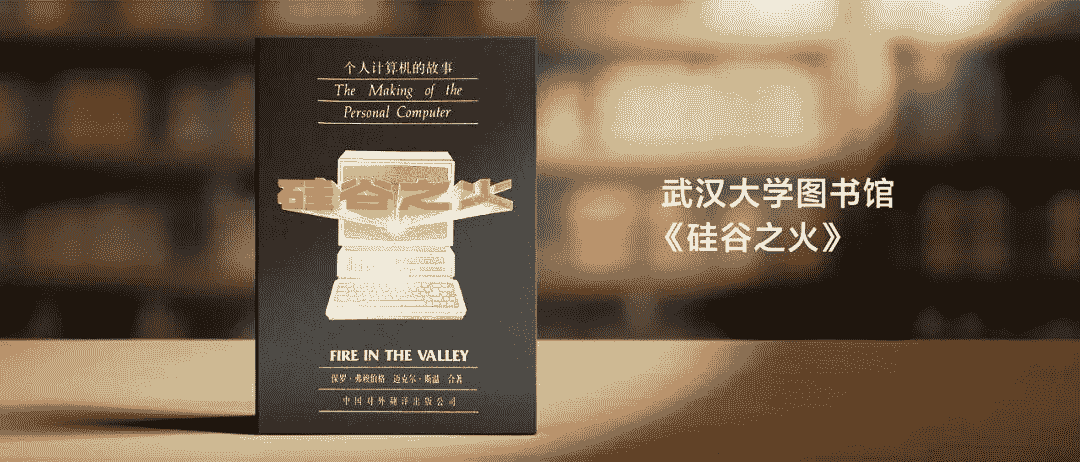 个人计算机的故事
The Making of the
Personal Computer
硅谷之火
FIRE IN THE VALLEY
保罗·弗赖伯格 迈克尔·斯温 合著
中国对外翻译出版公司
武汉大学图书馆
《硅谷之火》